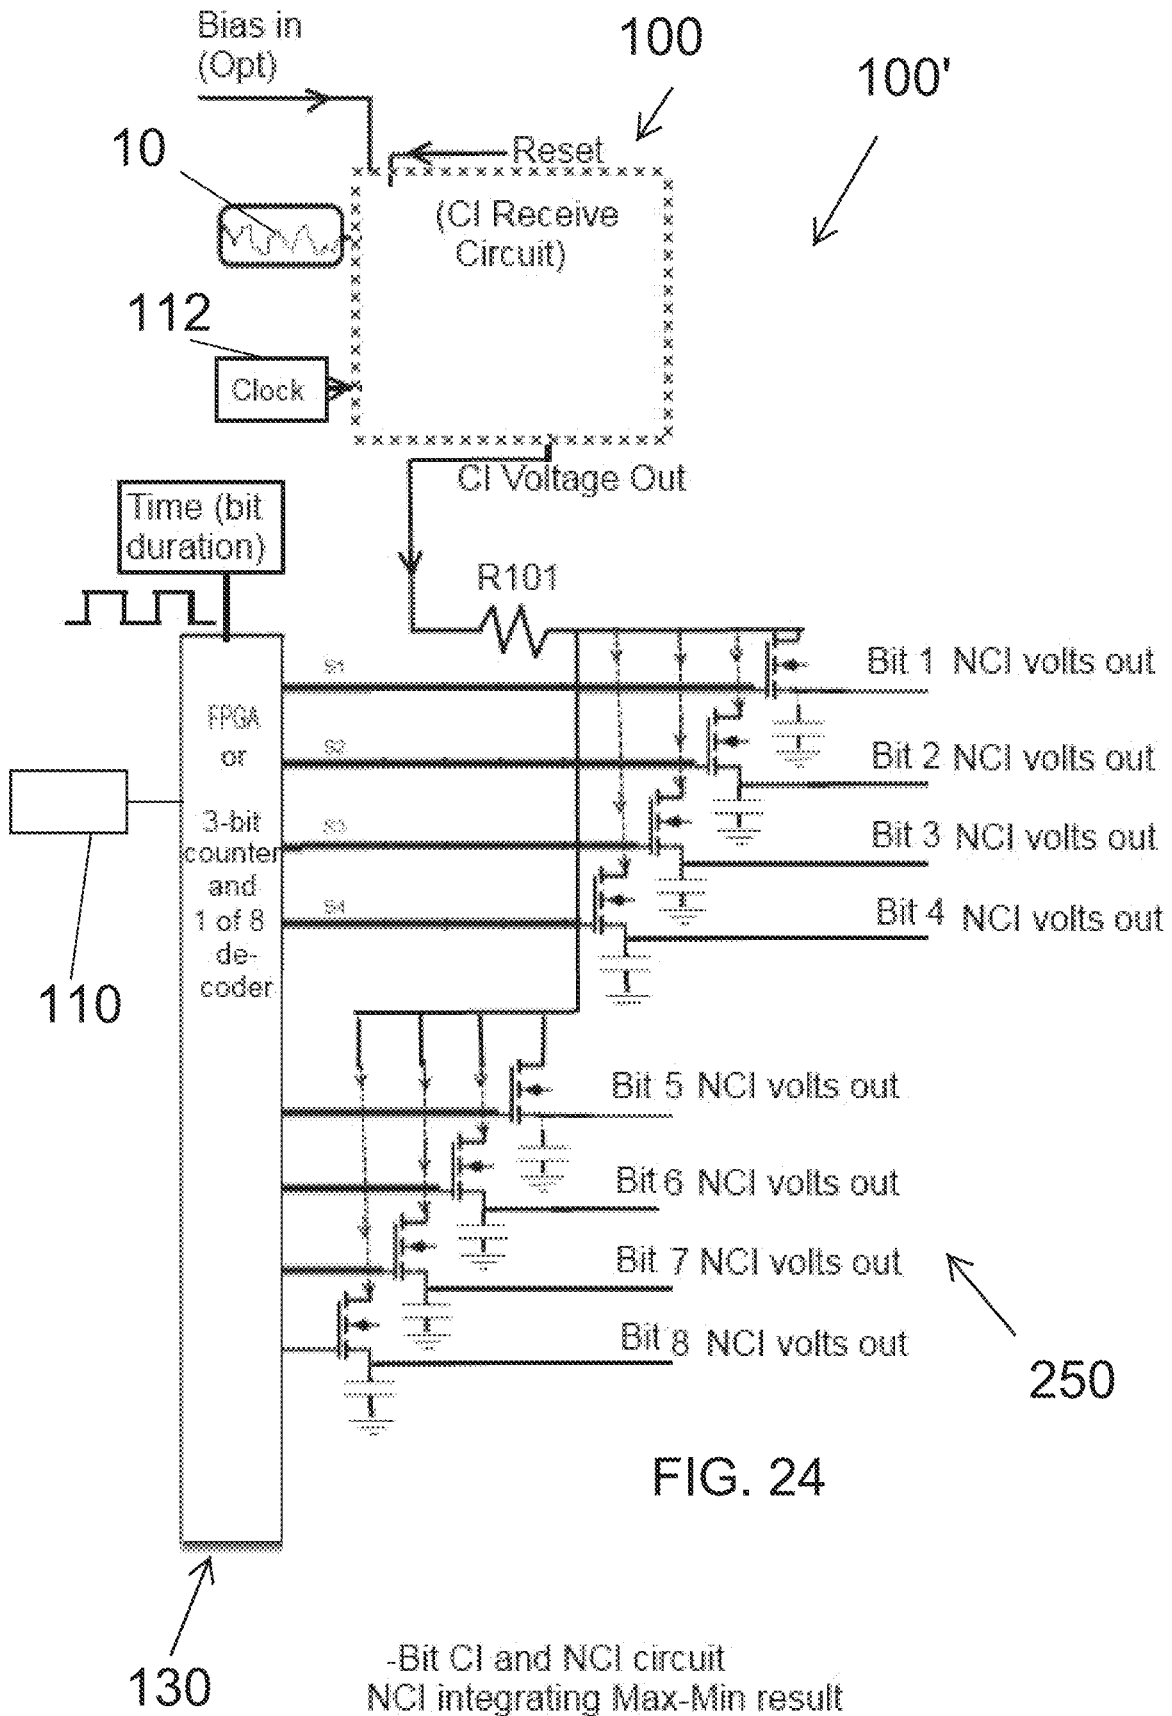 Bias in
(Opt)
100
100'
10
Reset
(CI Receive
Circuit)
112
Clock
CI Voltage Out
Time (bit
duration)
R101
S1
Bit 1 NCI volts out
FPGA
or
S2
Bit 2 NCI volts out
3-bit
counter
and
1 of 8
de-
coder
S3
Bit 3 NCI volts out
S4
Bit 4 NCI volts out
110
Bit 5 NCI volts out
Bit 6 NCI volts out
Bit 7 NCI volts out
Bit 8 NCI volts out
250
FIG. 24
130
-Bit CI and NCI circuit
NCI integrating Max-Min result